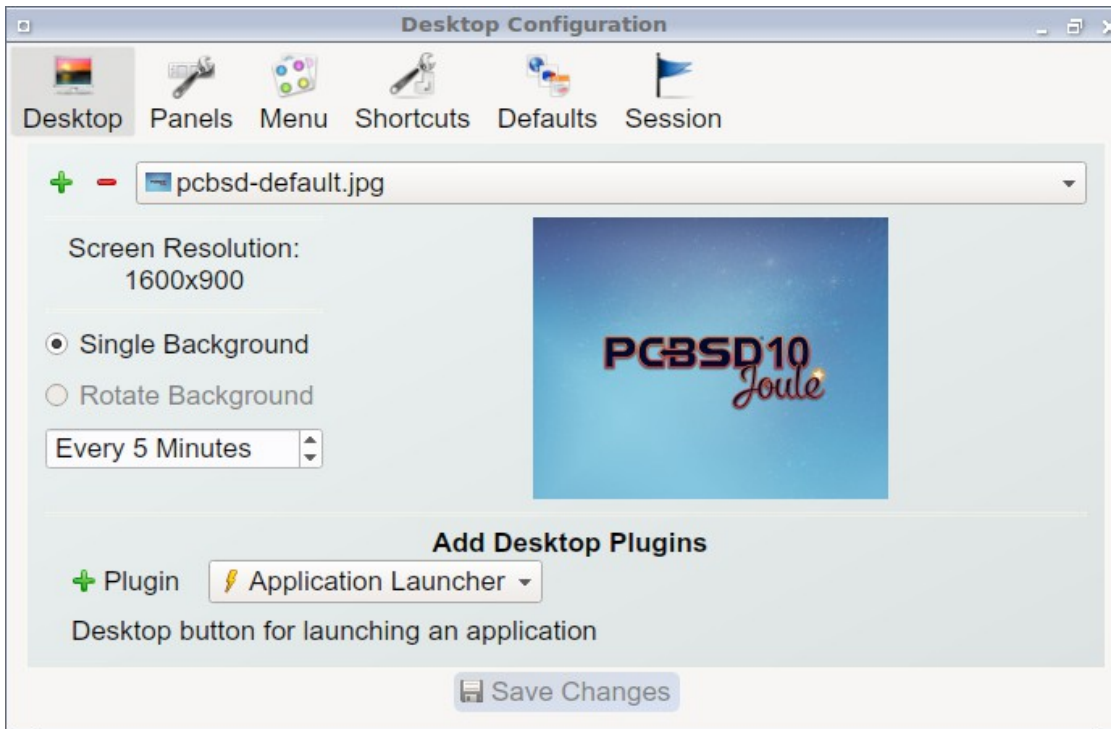 Desktop Configuration
Desktop Panels Menu Shortcuts Defaults Session
pcbsd-default.jpg
Screen Resolution:
1600x900
PCBSD10
Joule
Single Background
Rotate Background
Every 5 Minutes
Add Desktop Plugins
Plugin Application Launcher
Desktop button for launching an application
Save Changes